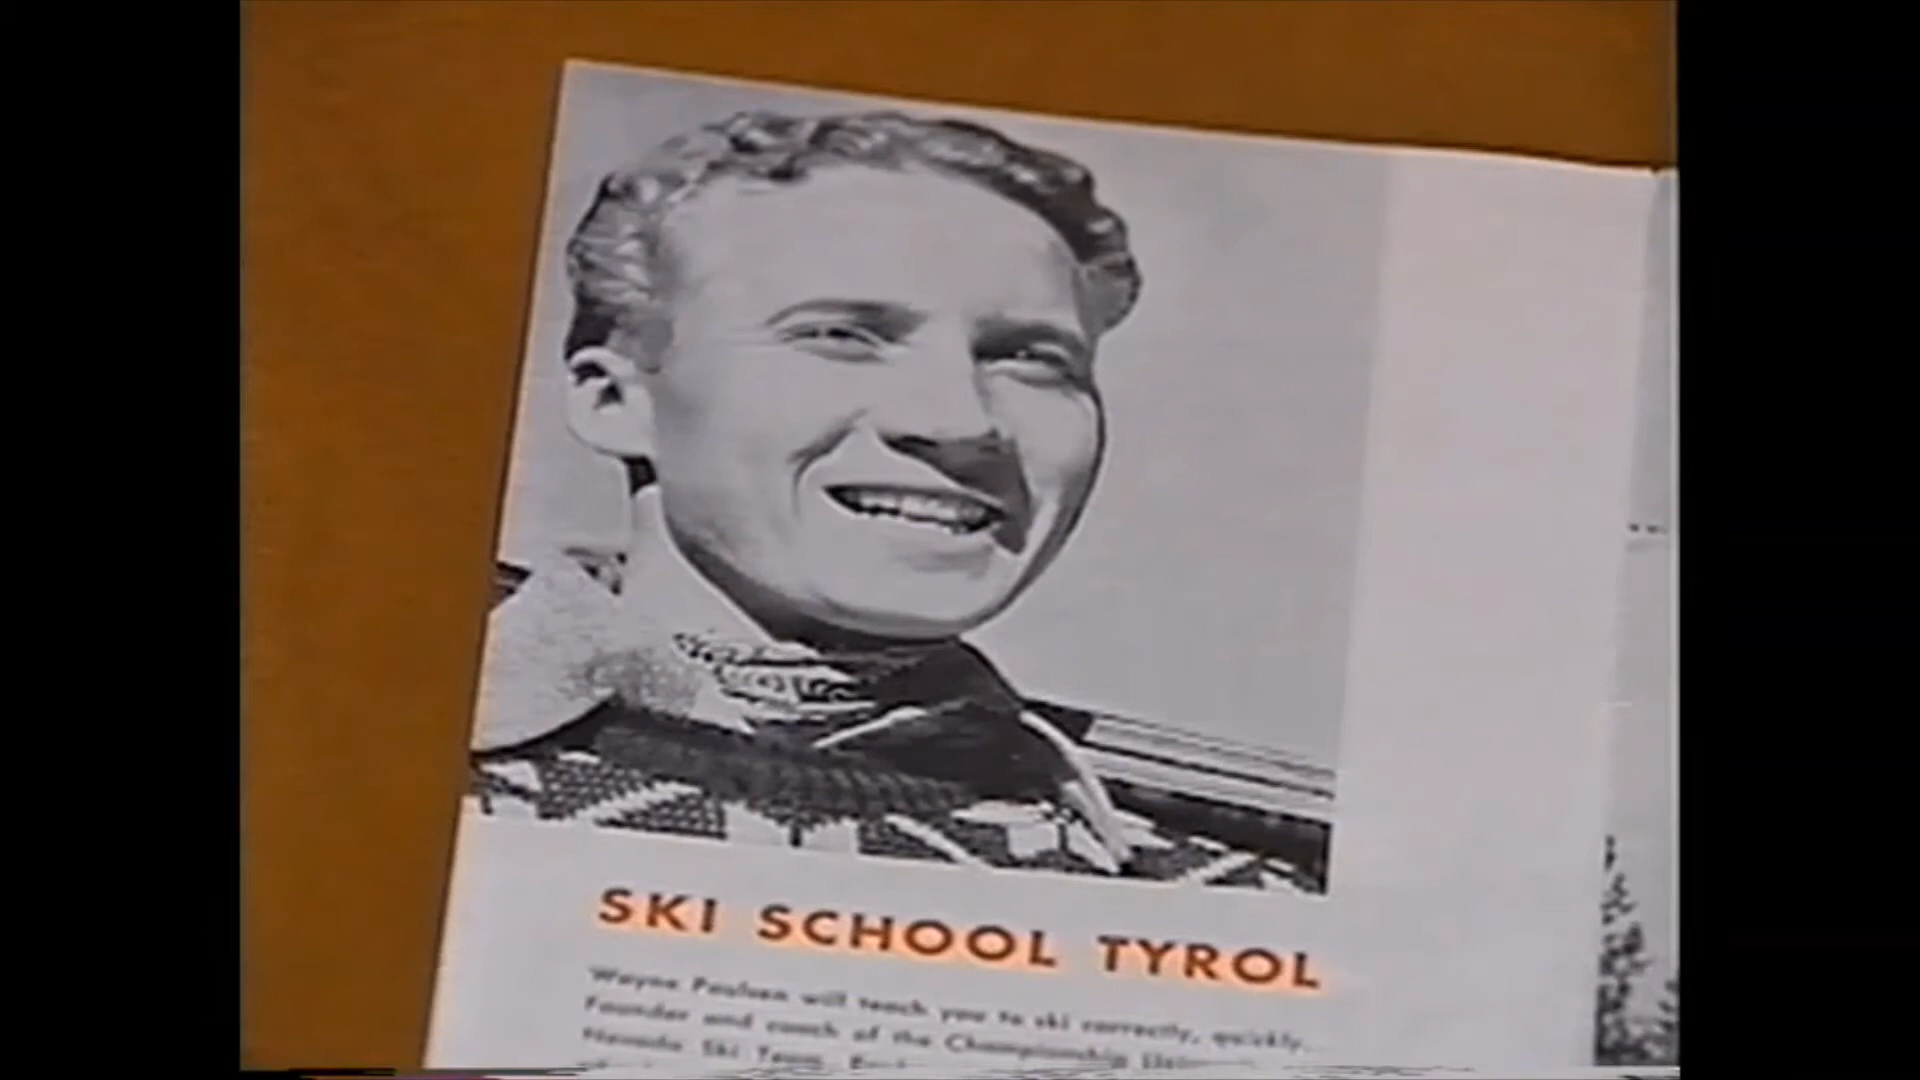 SKI SCHOOL TYROL
Wayne Poulsen will teach you to ski correctly, quickly.
Founder and coach of the Championship
Nevada Ski Team.